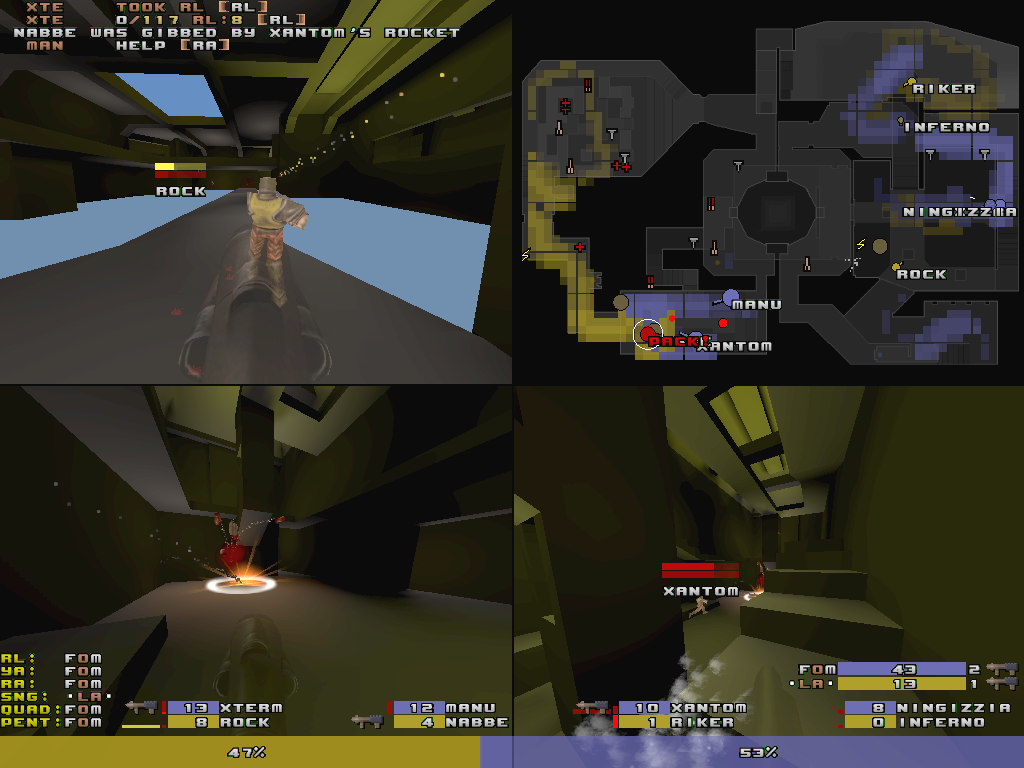 XTE TOOK RL [RL]
XTE 0/117 RL:8 [RL]
NABBE WAS GIBBED BY XANTOM'S ROCKET
MAN HELP [RA]
ROCK
RIKER
INFERNO
ROCK
MANU
PACK!
XANTOM
XANTOM
RL: FOM
YA: FOM
RA: FOM
SNG: •LA•
QUAD: FOM
PENT: FOM
13 XTERM
8 ROCK
12 MANU
4 NABBE
FOM 43 2
•LA• 13 1
10 XANTOM
1 RIKER
8 NINGIZZIA
0 INFERNO
47%
53%